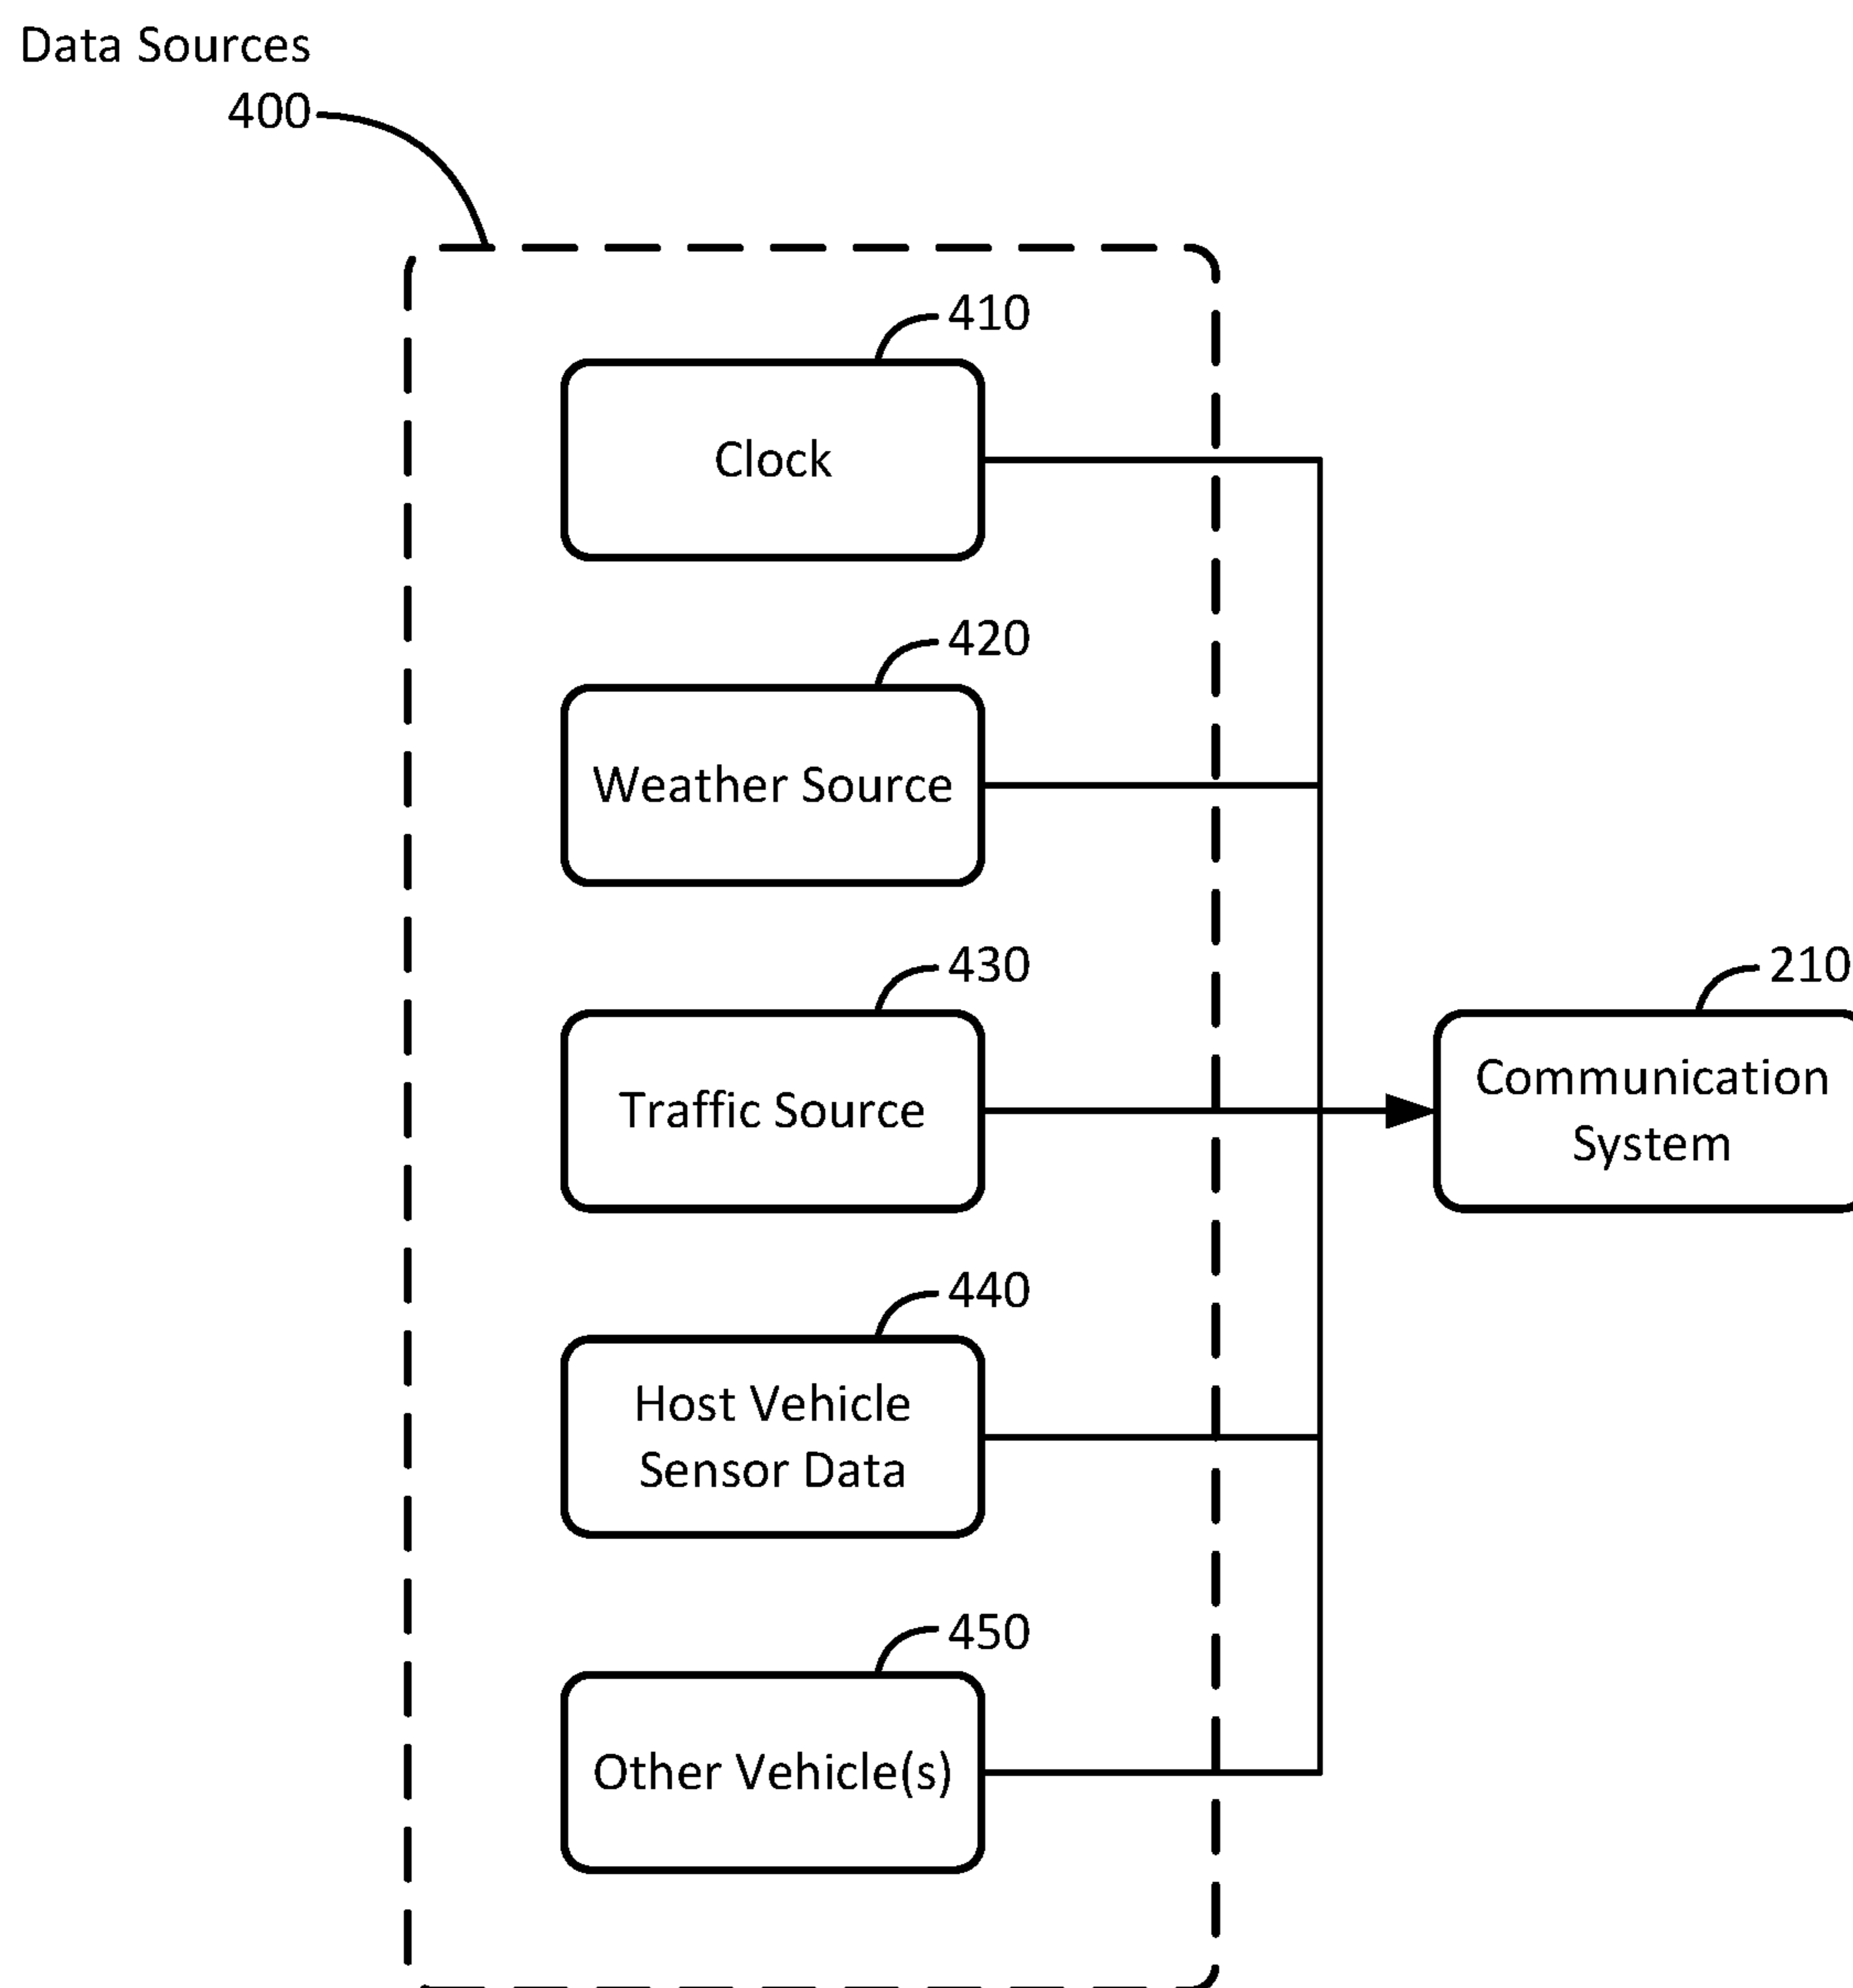 Data Sources
400
410
Clock
420
Weather Source
430
Traffic Source
210
Communication
System
440
Host Vehicle
Sensor Data
450
Other Vehicle(s)